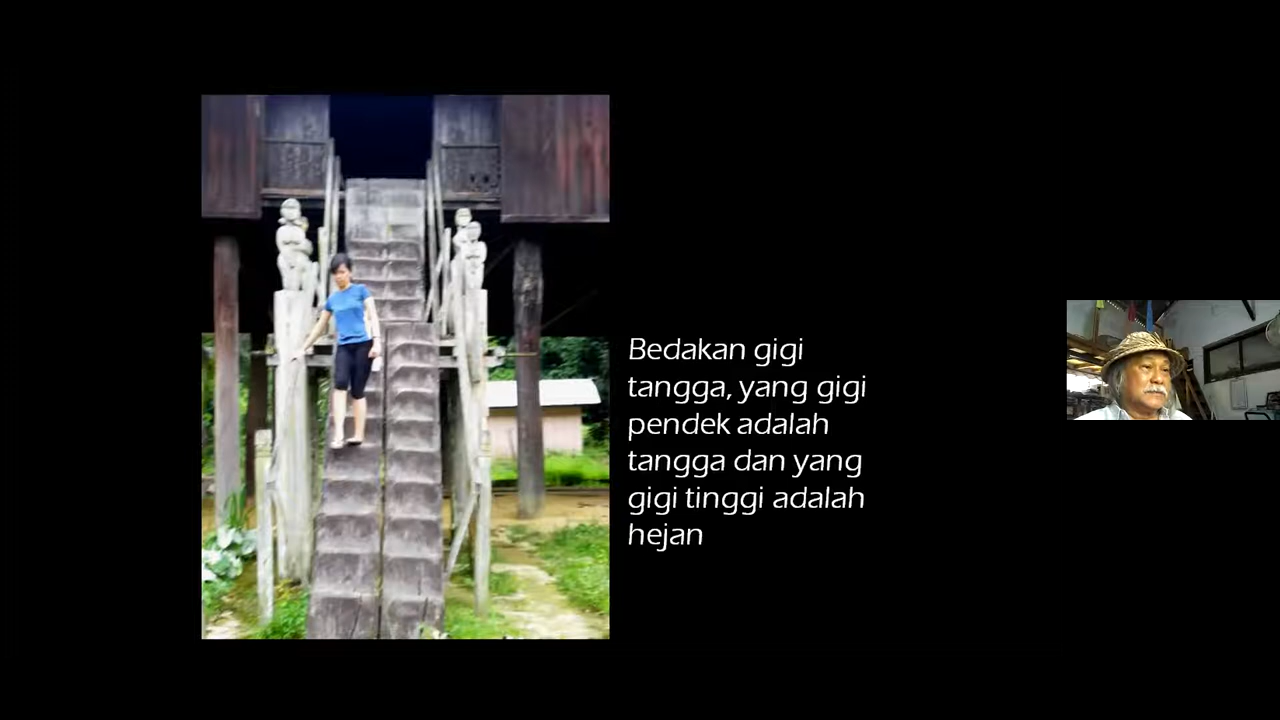 Bedakan gigi
tangga, yang gigi
pendek adalah
tangga dan yang
gigi tinggi adalah
hejan